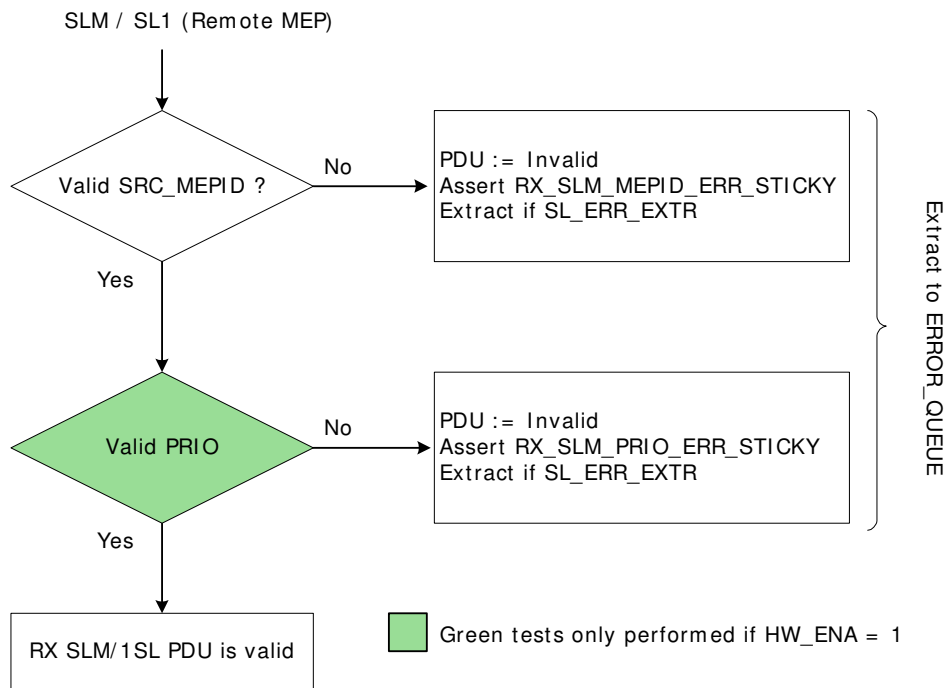 SLM / SL1 (Remote MEP)
Valid SRC_MEPID ?
No
PDU := Invalid
Assert RX_SLM_MEPID_ERR_STICKY
Extract if SL_ERR_EXTR
Yes
Extract to ERROR_QUEUE
Valid PRIO
No
PDU := Invalid
Assert RX_SLM_PRIO_ERR_STICKY
Extract if SL_ERR_EXTR
Yes
RX SLM/1SL PDU is valid
Green tests only performed if HW_ENA = 1